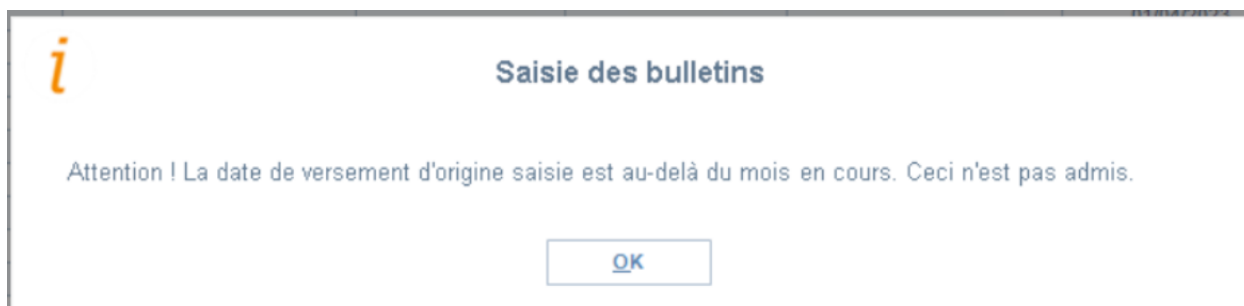 Saisie des bulletins
Attention ! La date de versement d'origine saisie est au-delà du mois en cours. Ceci n'est pas admis.
OK